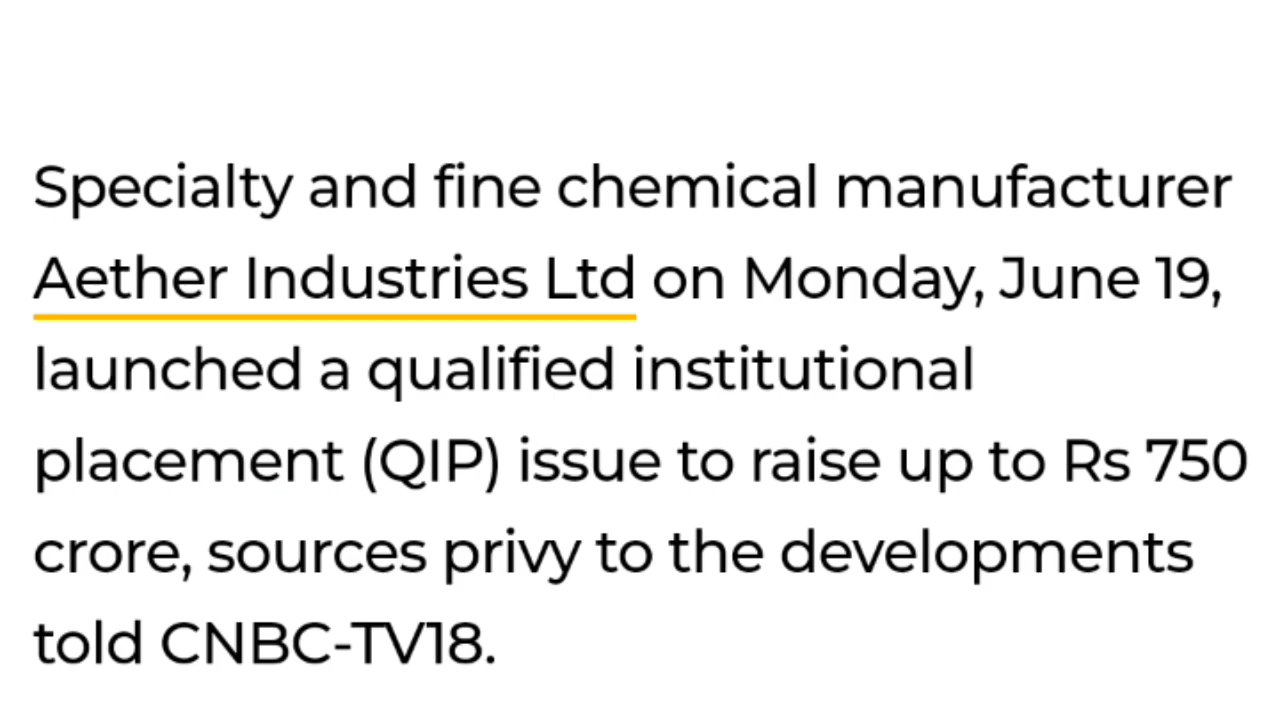 Specialty and fine chemical manufacturer
Aether Industries Ltd on Monday, June 19,
launched a qualified institutional
placement (QIP) issue to raise up to Rs 750
crore, sources privy to the developments
told CNBC-TV18.